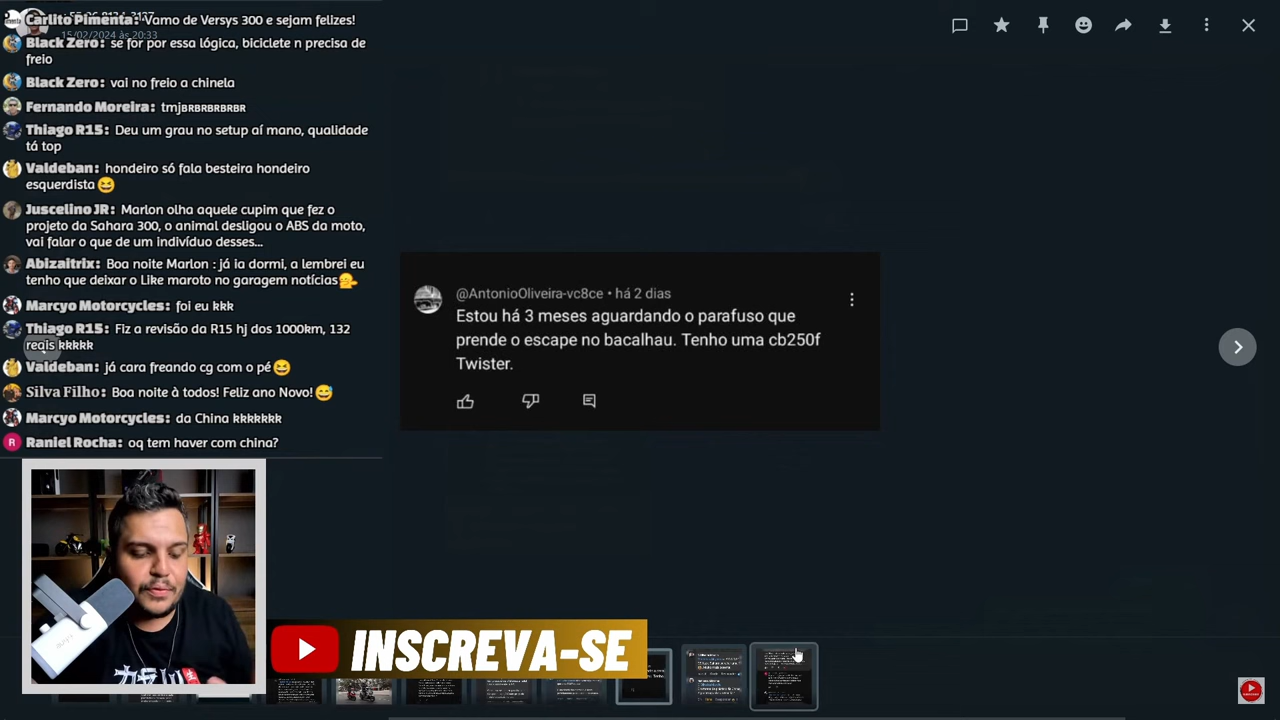 Carlito Pimenta: Vamo de Versys 300 e sejam felizes!
15/02/2024 às 20:33
Black Zero: se for por essa lógica, biciclete n precisa de
freio
Black Zero: vai no freio a chinela
Fernando Moreira: tmjBRBRBRBRBR
Thiago R15: Deu um grau no setup aí mano, qualidade
tá top
Valdeban: hondeiro só fala besteira hondeiro
esquerdista😆
Juscelino JR: Marlon olha aquele cupim que fez o
projeto da Sahara 300, o animal desligou o ABS da moto,
vai falar o que de um indivíduo desses...
Abizaitrix: Boa noite Marlon : já ia dormi, a lembrei eu
tenho que deixar o Like maroto no garagem notícias
Marcyo Motorcycles: foi eu kkk
Thiago R15: Fiz a revisão da R15 hj dos 1000km, 132
reais kkkkk
Valdeban: já cara freando cg com o pé😆
Silva Filho: Boa noite à todos! Feliz ano Novo!😅
Marcyo Motorcycles: da China kkkkkkk
R Raniel Rocha: oq tem haver com china?
@AntonioOliveira-vc8ce • há 2 dias
Estou há 3 meses aguardando o parafuso que
prende o escape no bacalhau. Tenho uma cb250f
Twister.
INSCREVA-SE